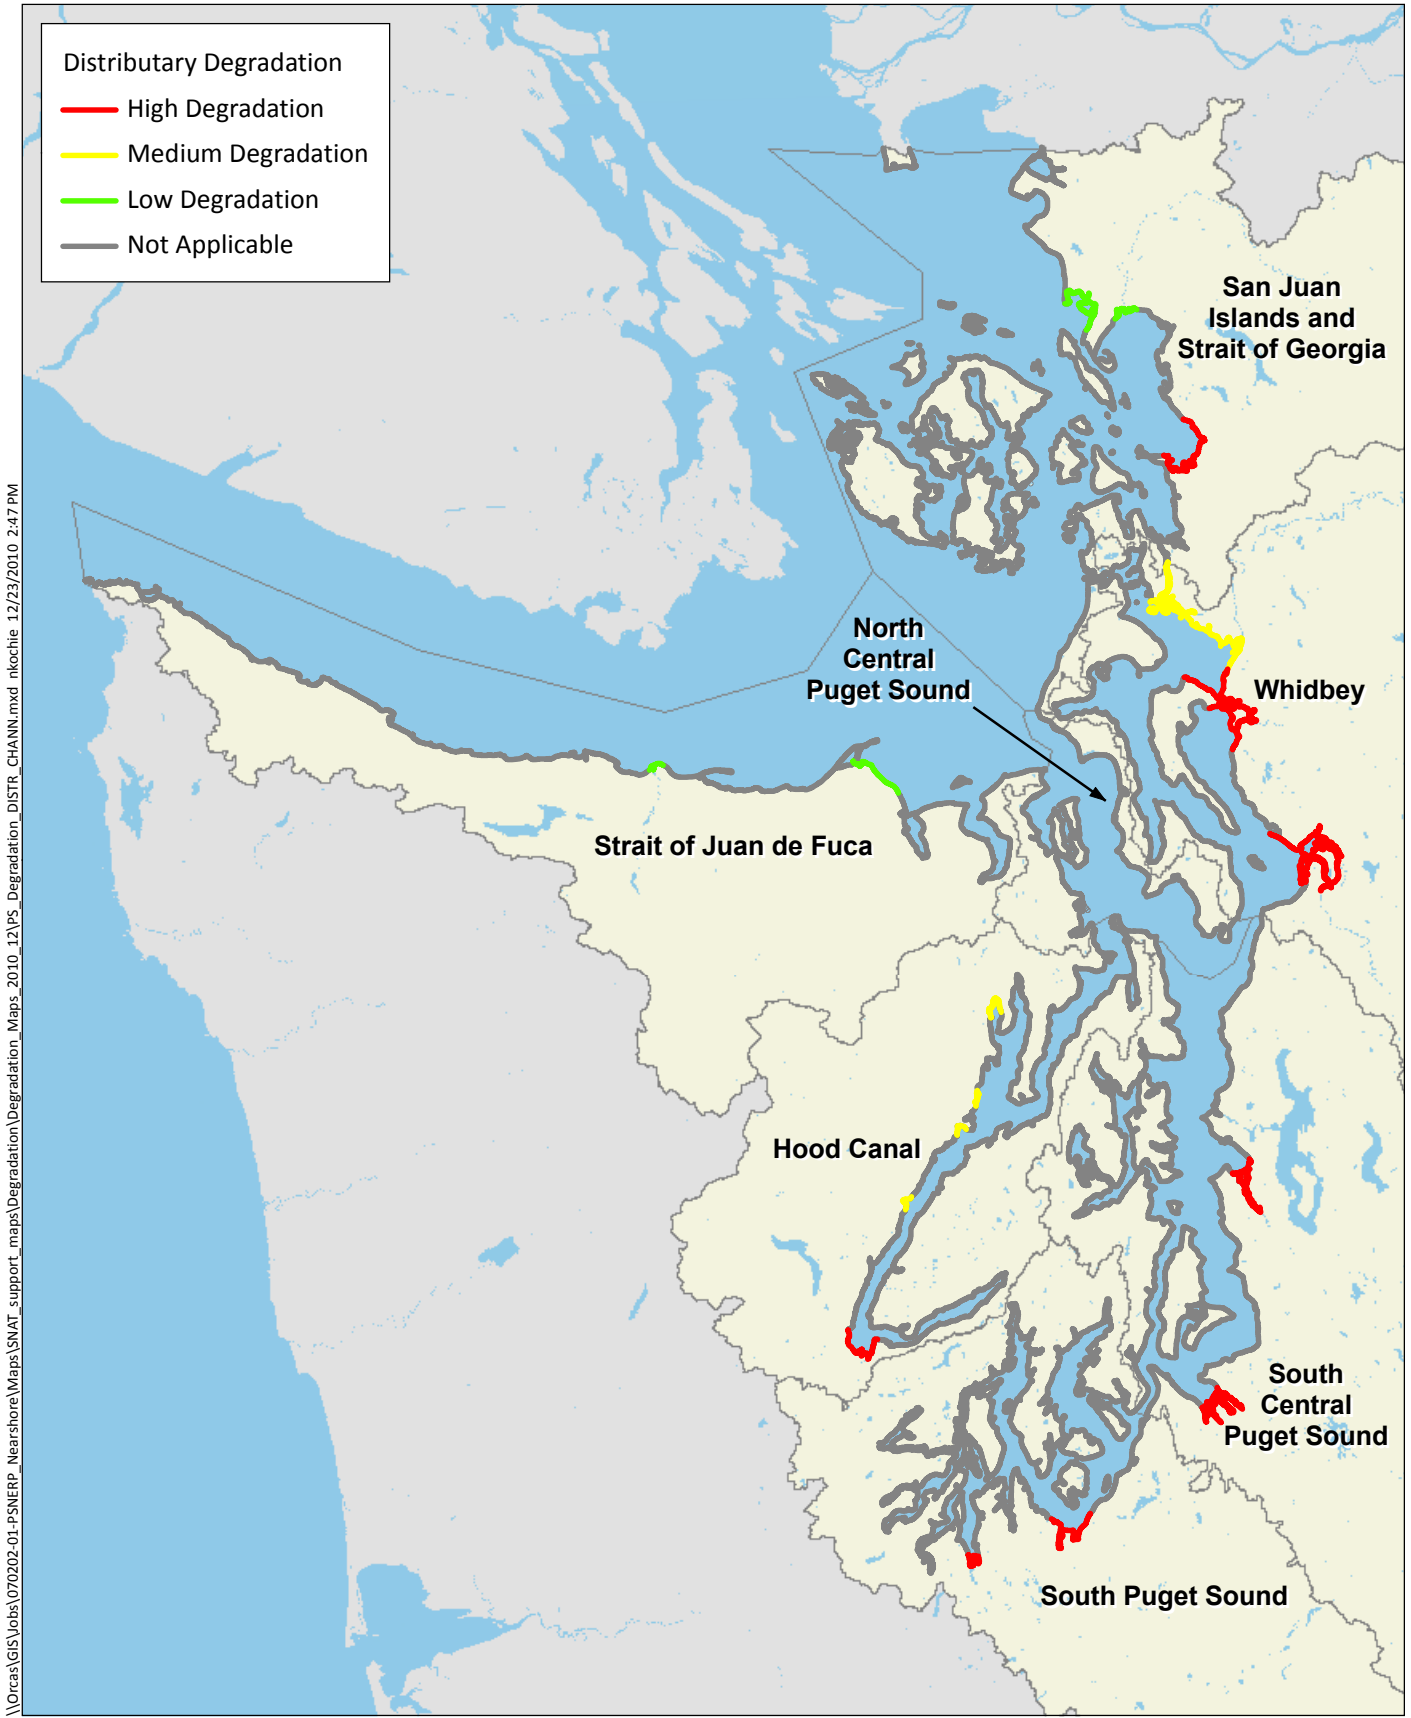 Distributary Degradation
High Degradation
Medium Degradation
Low Degradation
Not Applicable
San Juan
Islands and
Strait of Georgia
North
Central
Puget Sound
Whidbey
Strait of Juan de Fuca
Hood Canal
South
Central
Puget Sound
South Puget Sound
\\Orcas\GIS\Jobs\070202-01-PSNERP_Nearshore\Maps\SNAT_support_maps\Degradation\Degradation_Maps_2010_12\PS_Degradation_DISTR_CHANN.mxd nkochie 12/23/2010 2:47 PM